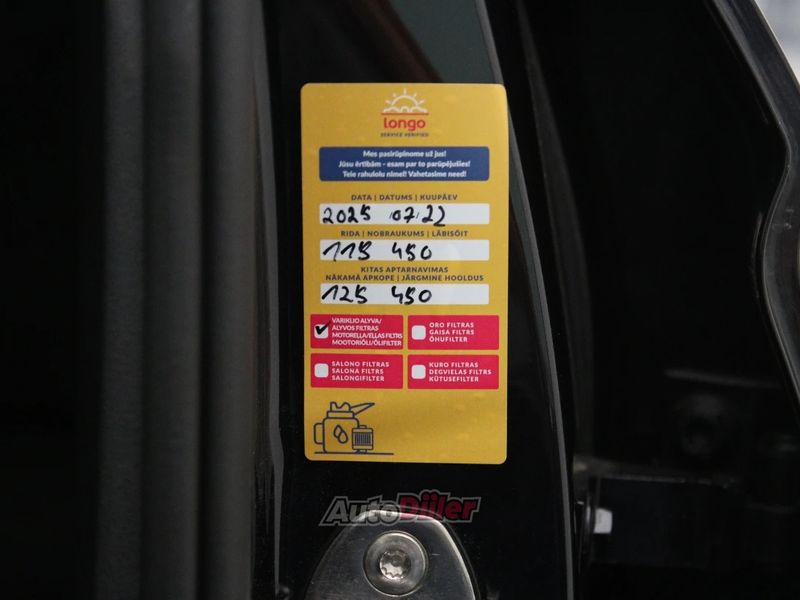 longo
SERVICE VERIFIED
Mes pasirūpinome už jus!
Jūsu ērtībām - esam par to parūpējušies!
Teie rahulolu nimel! Vahetasime need!
DATA | DATUMS | KUUPÄEV
2025 07 22
RIDA | NOBRAUKUMS | LÄBISÕIT
115 450
KITAS APTARNAVIMAS
NĀKAMĀ APKOPE | JÄRGMINE HOOLDUS
125 450
VARIKLIO ALYVA/
ALYVOS FILTRAS
MOTOREĻĻA/EĻĻAS FILTRS
MOOTORIÕLI/ÕLIFILTER
ORO FILTRAS
GAISA FILTRS
ÕHUFILTER
SALONO FILTRAS
SALONA FILTRS
SALONGIFILTER
KURO FILTRAS
DEGVIELAS FILTRS
KÜTUSEFILTER
AutoDiiler